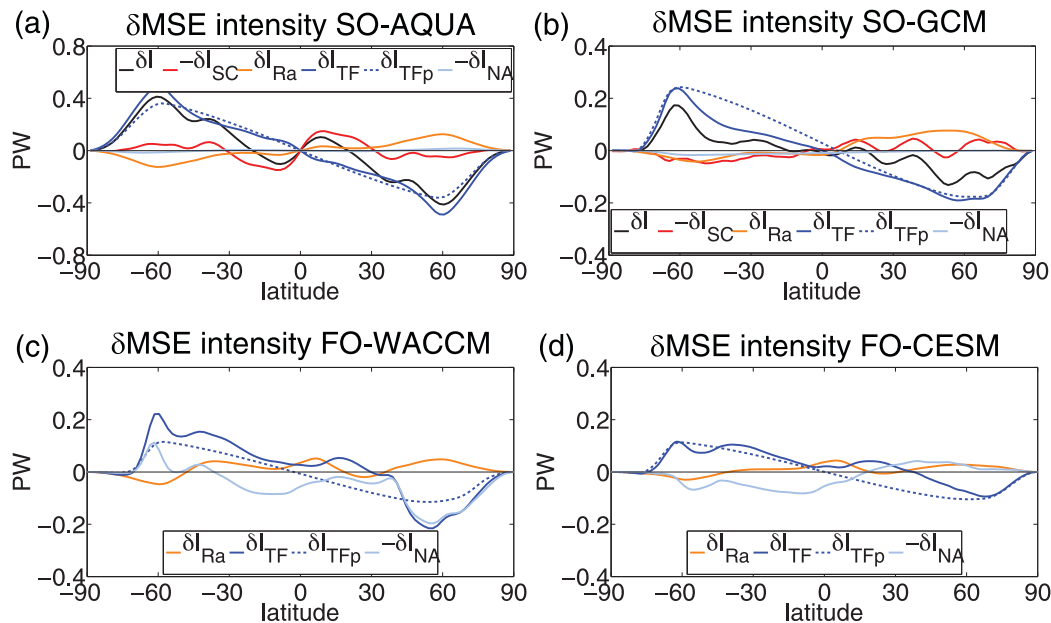 (a) δMSE intensity SO-AQUA
0.8
0.4
0
−0.4
−0.8
PW
δI −δI_SC δI_Ra δI_TF δI_TFp −δI_NA
−90 −60 −30 0 30 60 90
latitude
(b) δMSE intensity SO-GCM
0.4
0.2
0
−0.2
−0.4
PW
δI −δI_SC δI_Ra δI_TF δI_TFp −δI_NA
−90 −60 −30 0 30 60 90
latitude
(c) δMSE intensity FO-WACCM
0.4
0.2
0
−0.2
−0.4
PW
δI_Ra δI_TF δI_TFp −δI_NA
−90 −60 −30 0 30 60 90
latitude
(d) δMSE intensity FO-CESM
0.4
0.2
0
−0.2
−0.4
PW
δI_Ra δI_TF δI_TFp −δI_NA
−90 −60 −30 0 30 60 90
latitude